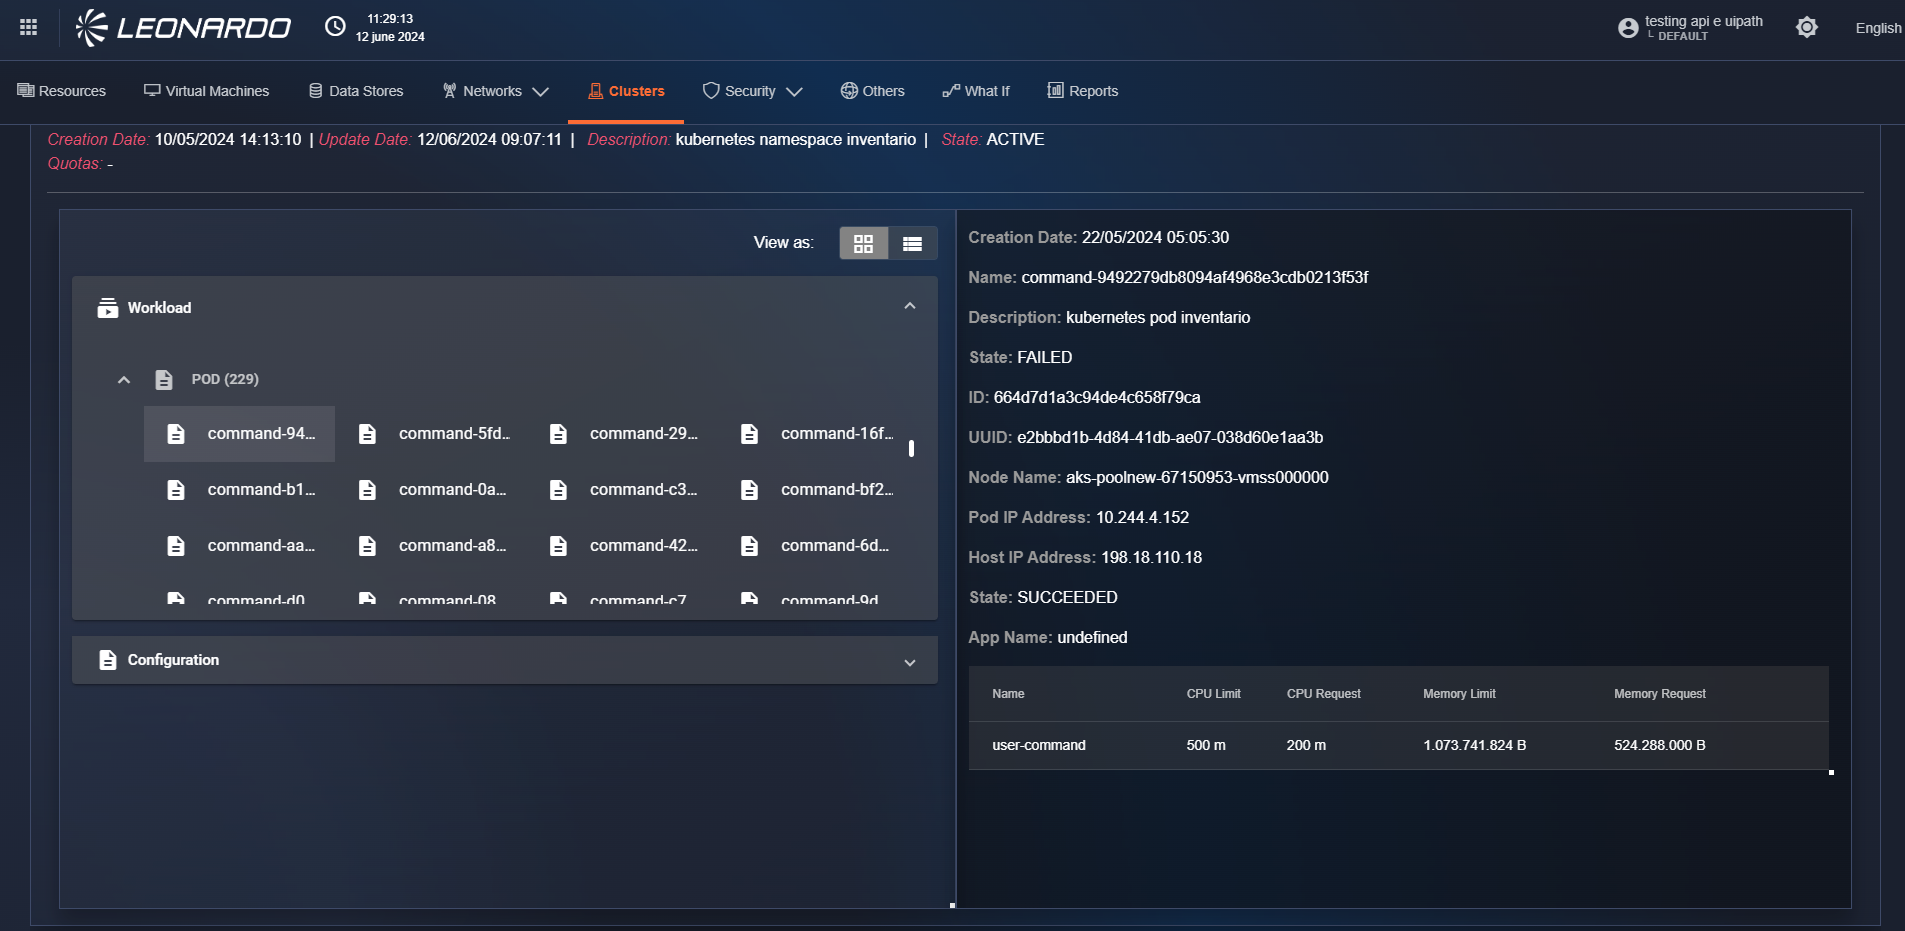 LEONARDO
11:29:13
12 june 2024
testing api e uipath
└ DEFAULT
English
Resources
Virtual Machines
Data Stores
Networks
Clusters
Security
Others
What If
Reports
Creation Date: 10/05/2024 14:13:10 | Update Date: 12/06/2024 09:07:11 | Description: kubernetes namespace inventario | State: ACTIVE
Quotas: -
View as:
Workload
POD (229)
command-94...
command-5fd...
command-29...
command-16f...
command-b1...
command-0a...
command-c3...
command-bf2...
command-aa...
command-a8...
command-42...
command-6d...
command-d0
command-08
command-c7
command-9d
Configuration
Creation Date: 22/05/2024 05:05:30
Name: command-9492279db8094af4968e3cdb0213f53f
Description: kubernetes pod inventario
State: FAILED
ID: 664d7d1a3c94de4c658f79ca
UUID: e2bbbd1b-4d84-41db-ae07-038d60e1aa3b
Node Name: aks-poolnew-67150953-vmss000000
Pod IP Address: 10.244.4.152
Host IP Address: 198.18.110.18
State: SUCCEEDED
App Name: undefined
Name CPU Limit CPU Request Memory Limit Memory Request
user-command 500 m 200 m 1.073.741.824 B 524.288.000 B